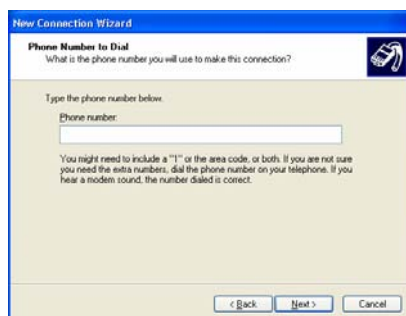 New Connection Wizard
Phone Number to Dial
What is the phone number you will use to make this connection?
Type the phone number below.
Phone number:
You might need to include a "1" or the area code, or both. If you are not sure
you need the extra numbers, dial the phone number on your telephone. If you
hear a modem sound, the number dialed is correct.
< Back
Next >
Cancel